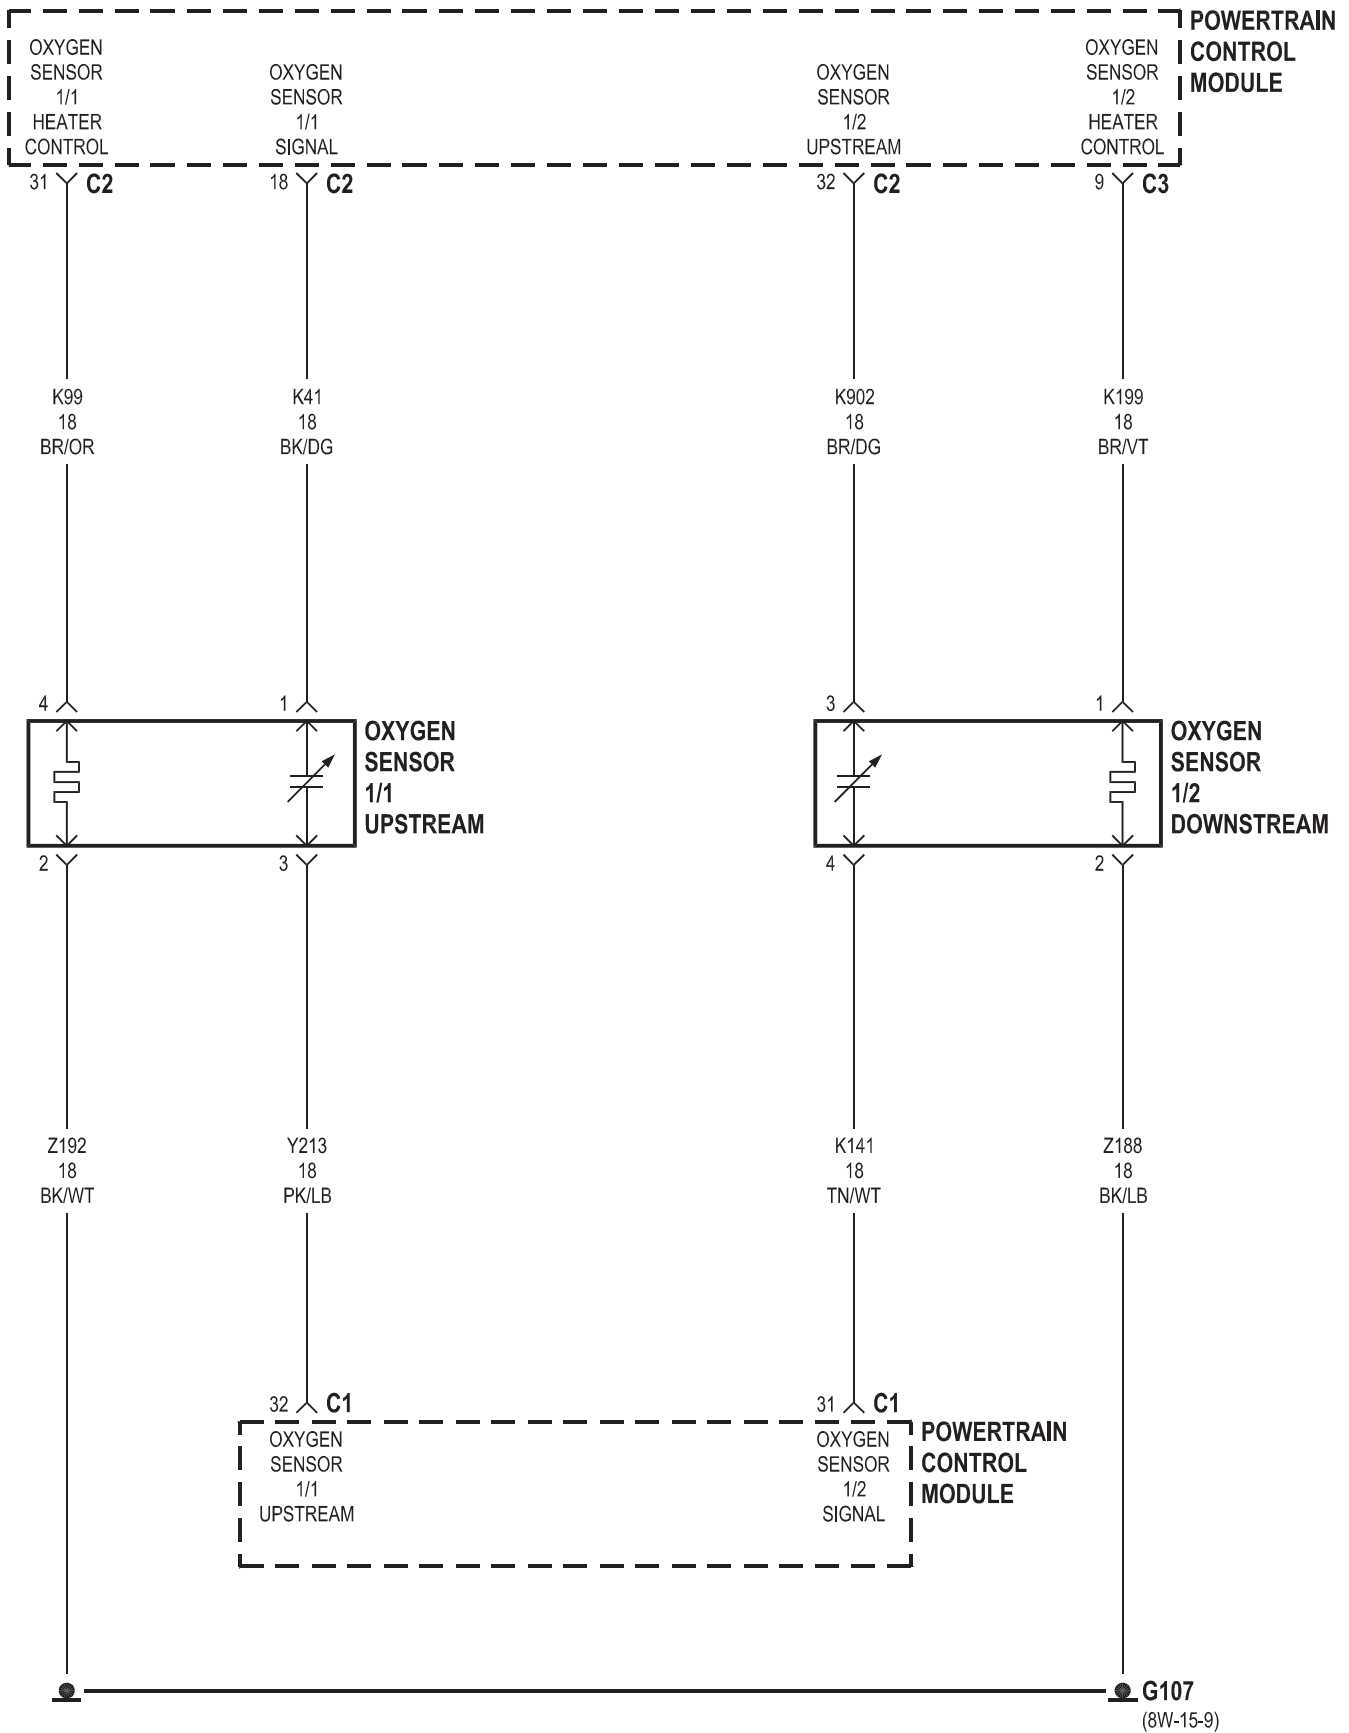 POWERTRAIN
CONTROL
MODULE
OXYGEN
SENSOR
1/1
HEATER
CONTROL
OXYGEN
SENSOR
1/1
SIGNAL
OXYGEN
SENSOR
1/2
UPSTREAM
OXYGEN
SENSOR
1/2
HEATER
CONTROL
31 C2
18 C2
32 C2
9 C3
K99
18
BR/OR
K41
18
BK/DG
K902
18
BR/DG
K199
18
BR/VT
4
1
3
1
OXYGEN
SENSOR
1/1
UPSTREAM
OXYGEN
SENSOR
1/2
DOWNSTREAM
2
3
4
2
Z192
18
BK/WT
Y213
18
PK/LB
K141
18
TN/WT
Z188
18
BK/LB
32 C1
31 C1
OXYGEN
SENSOR
1/1
UPSTREAM
OXYGEN
SENSOR
1/2
SIGNAL
POWERTRAIN
CONTROL
MODULE
G107
(8W-15-9)